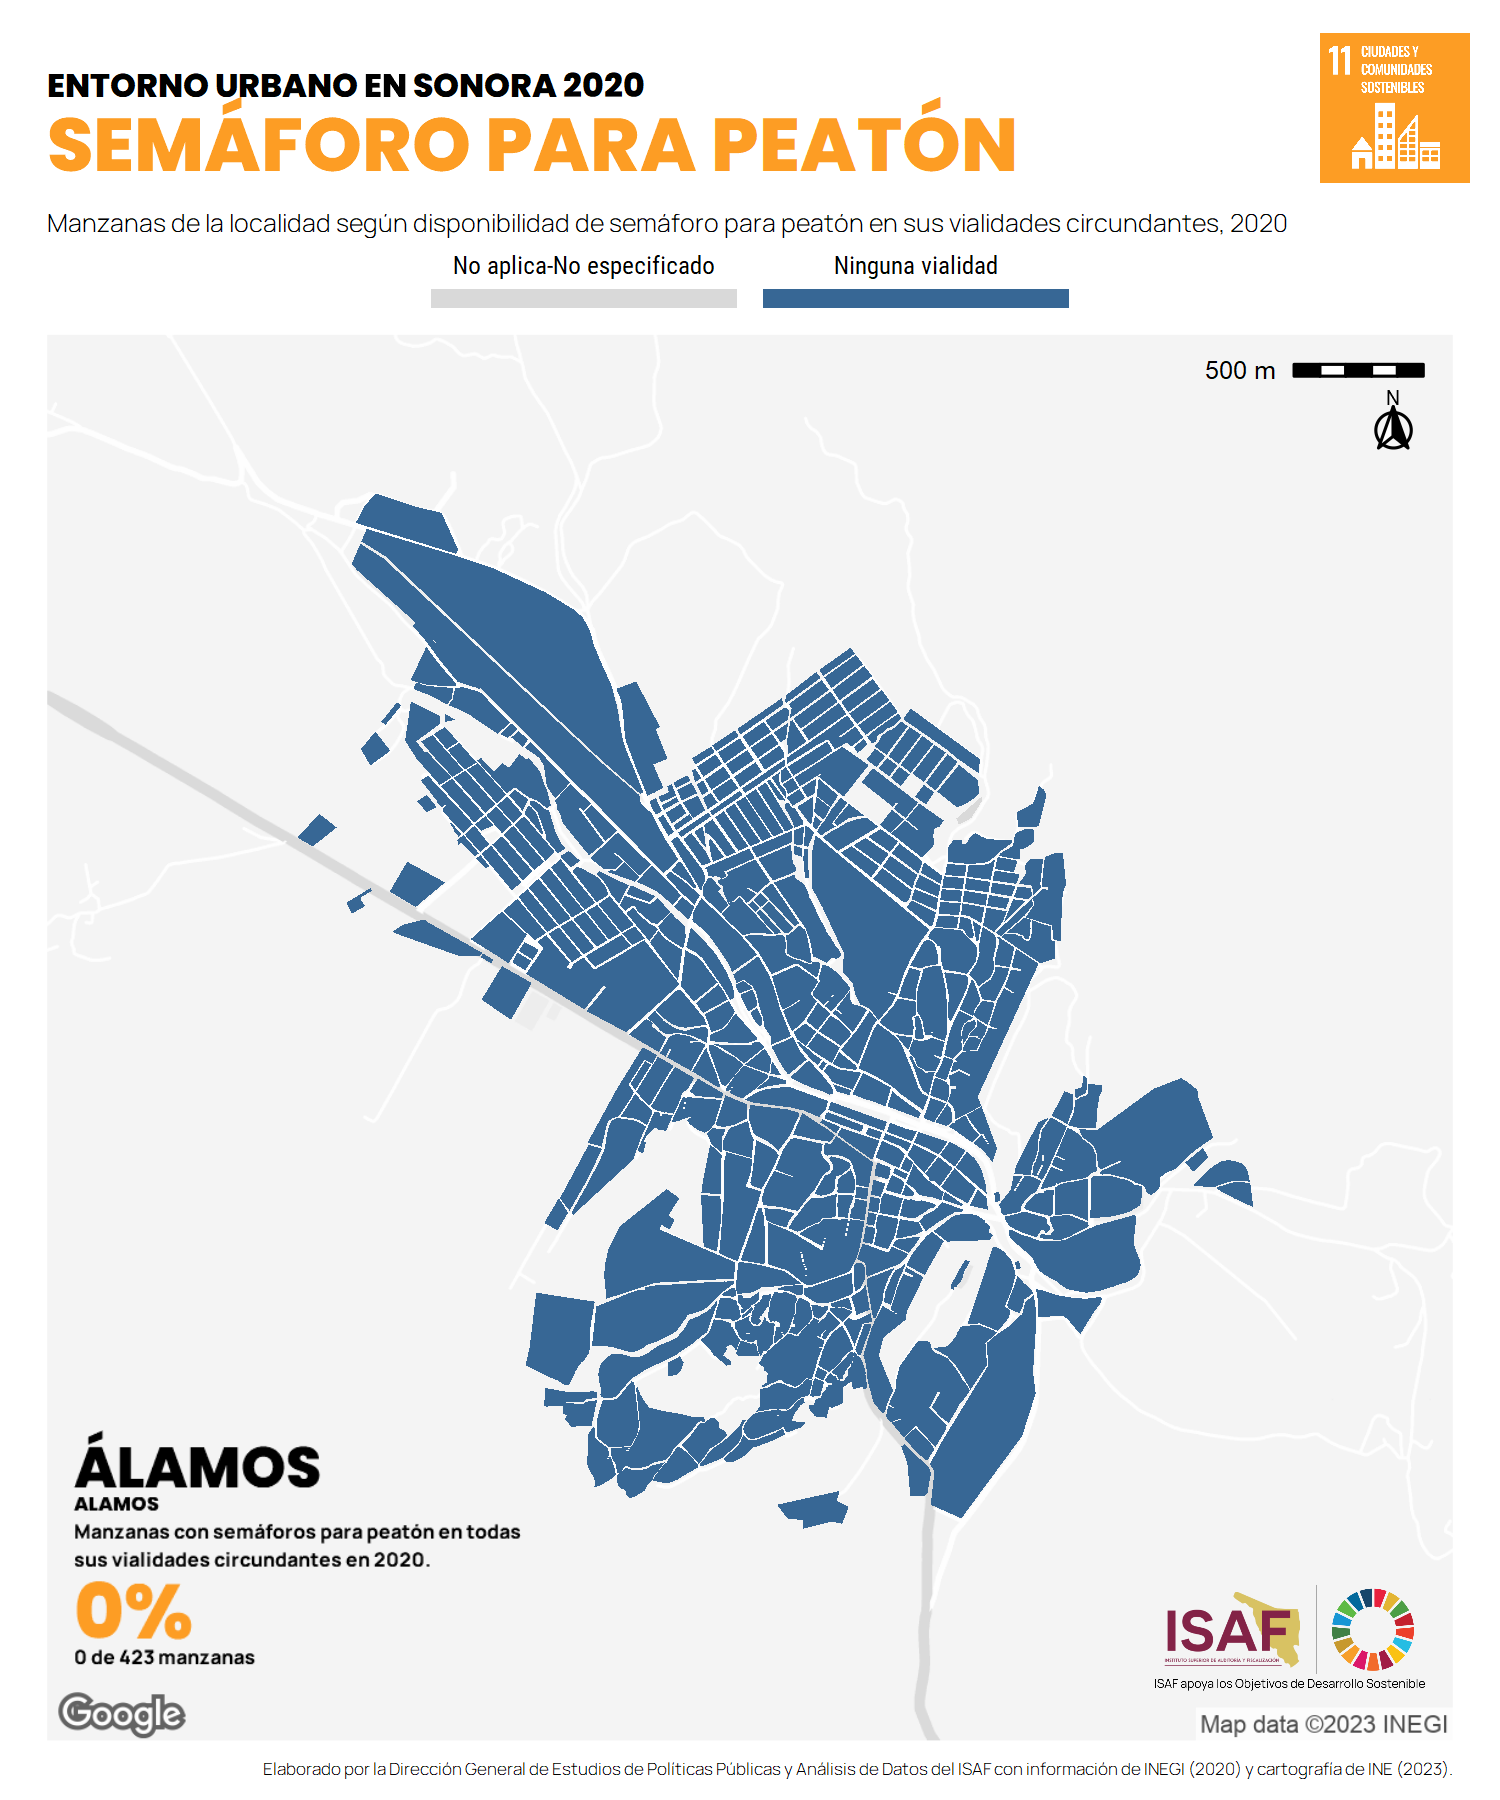 ENTORNO URBANO EN SONORA 2020
SEMÁFORO PARA PEATÓN
11 CIUDADES Y
COMUNIDADES
SOSTENIBLES
Manzanas de la localidad según disponibilidad de semáforo para peatón en sus vialidades circundantes, 2020
No aplica-No especificado
Ninguna vialidad
500 m
N
ÁLAMOS
ALAMOS
Manzanas con semáforos para peatón en todas
sus vialidades circundantes en 2020.
0%
0 de 423 manzanas
Google
ISAF
INSTITUTO SUPERIOR DE AUDITORÍA Y FISCALIZACIÓN
ISAF apoya los Objetivos de Desarrollo Sostenible
Map data ©2023 INEGI
Elaborado por la Dirección General de Estudios de Políticas Públicas y Análisis de Datos del ISAF con información de INEGI (2020) y cartografía de INE (2023).